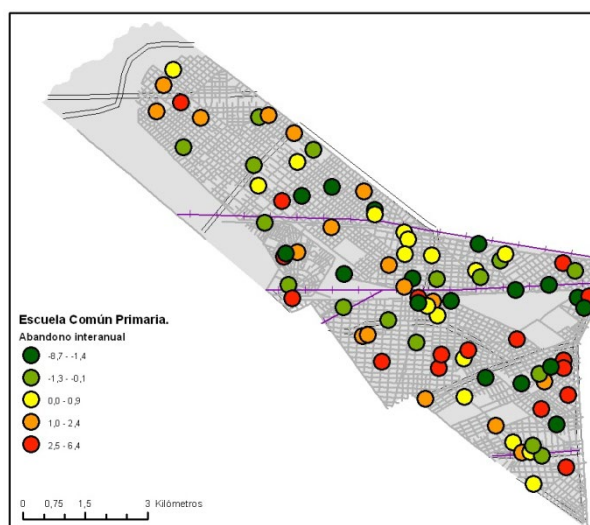 Escuela Común Primaria.
Abandono interanual
-8,7 - -1,4
-1,3 - -0,1
0,0 - 0,9
1,0 - 2,4
2,5 - 6,4
0 0,75 1,5 3 Kilómetros